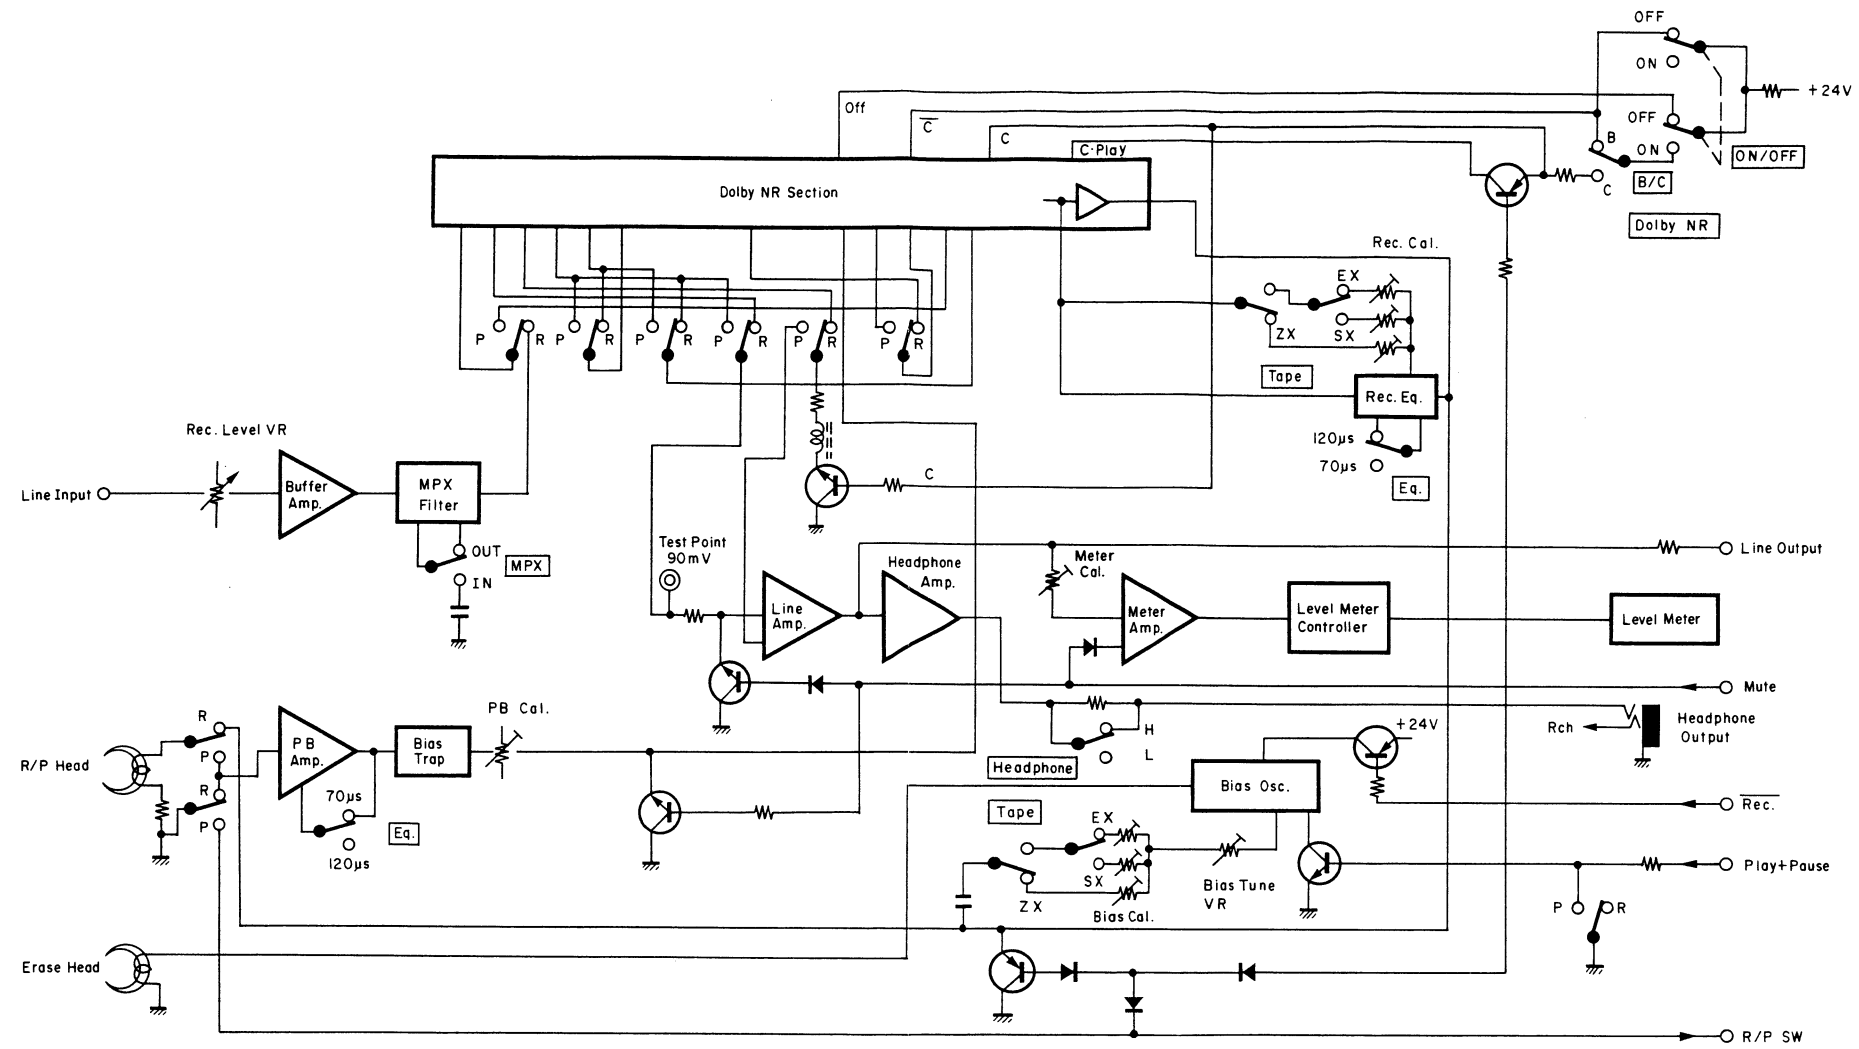 OFF
ON
+24V
Off
C̅
C
C·Play
OFF
B
ON
ON/OFF
B/C
C
Dolby NR
Dolby NR Section
Rec. Cal.
EX
ZX
SX
P
R
P
R
P
R
P
R
P
R
P
R
Tape
Rec. Eq.
120µs
70µs
Eq.
Rec. Level VR
Line Input
Buffer
Amp.
MPX
Filter
C
OUT
IN
MPX
Test Point
90mV
Headphone
Amp.
Line
Amp.
Meter
Cal.
Meter
Amp.
Level Meter
Controller
Level Meter
Line Output
Mute
PB Cal.
R
P
R
P
R/P Head
PB
Amp.
Bias
Trap
70µs
120µs
Eq.
H
L
Headphone
+24V
Rch
Headphone
Output
Bias Osc.
R̅e̅c̅.̅
Tape
EX
SX
ZX
Bias Cal.
Bias Tune
VR
Play+Pause
P
R
Erase Head
R/P SW